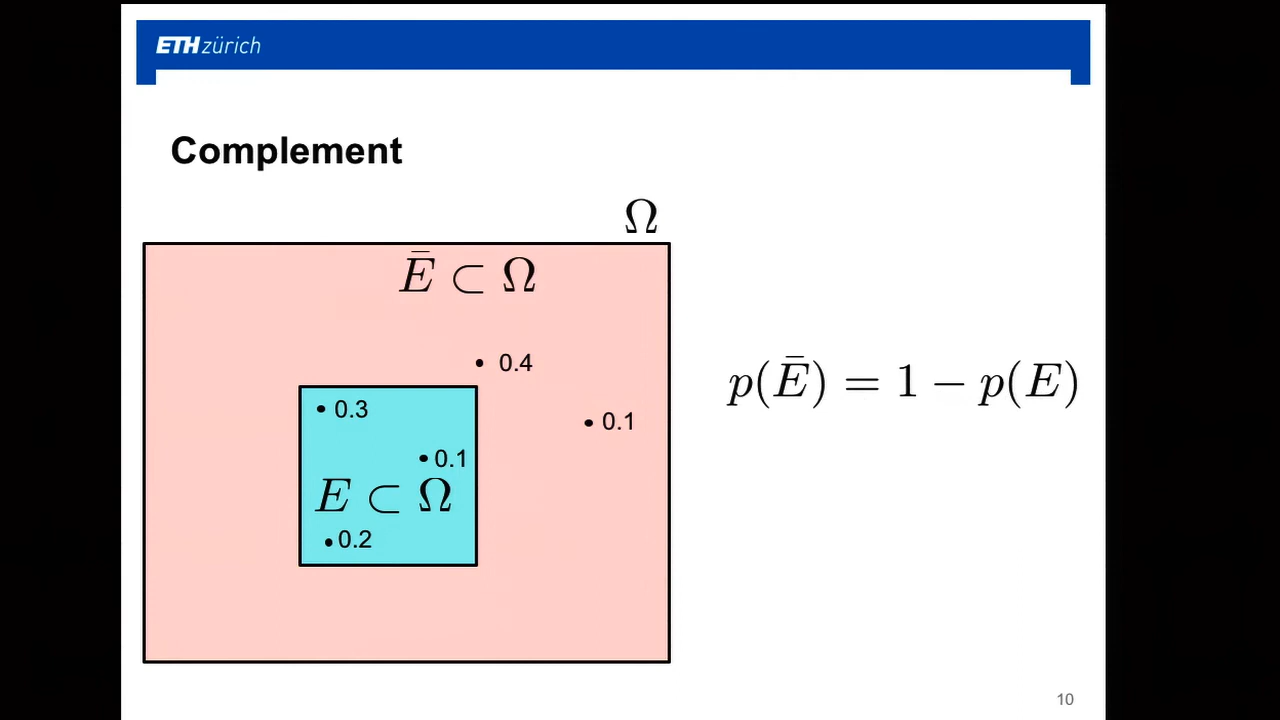 ETH zürich
Complement
Ω
Ē ⊂ Ω
0.4
0.3
0.1
p(Ē) = 1 − p(E)
0.1
E ⊂ Ω
0.2
10